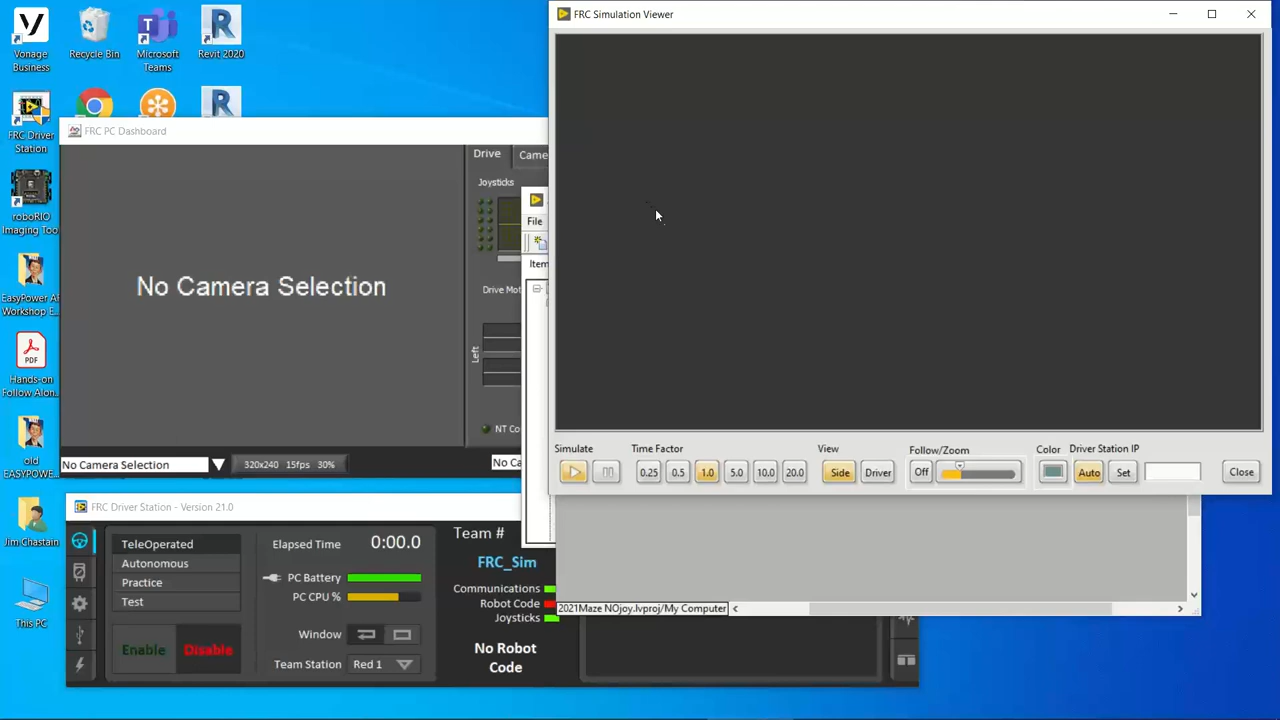 Vonage
Business
Recycle Bin
Microsoft
Teams
Revit 2020
FRC Driver
Station
roboRIO
Imaging Tool
EasyPower A
Workshop E...
Hands-on
Follow Alon...
old
EASYPOWE...
Jim Chastain
This PC
PDF
FRC Simulation Viewer
Simulate
Time Factor
0.25
0.5
1.0
5.0
10.0
20.0
View
Side
Driver
Follow/Zoom
Off
Color
Driver Station IP
Auto
Set
Close
FRC PC Dashboard
Drive
Came
Joysticks
No Camera Selection
Drive Mot
Left
NT Co
No Camera Selection
320x240 15fps 30%
No Ca
File
Item
FRC Driver Station - Version 21.0
TeleOperated
Autonomous
Practice
Test
Enable
Disable
Elapsed Time 0:00.0
PC Battery
PC CPU %
Window
Team Station Red 1
Team #
FRC_Sim
Communications
Robot Code
Joysticks
No Robot
Code
2021Maze NOjoy.lvproj/My Computer